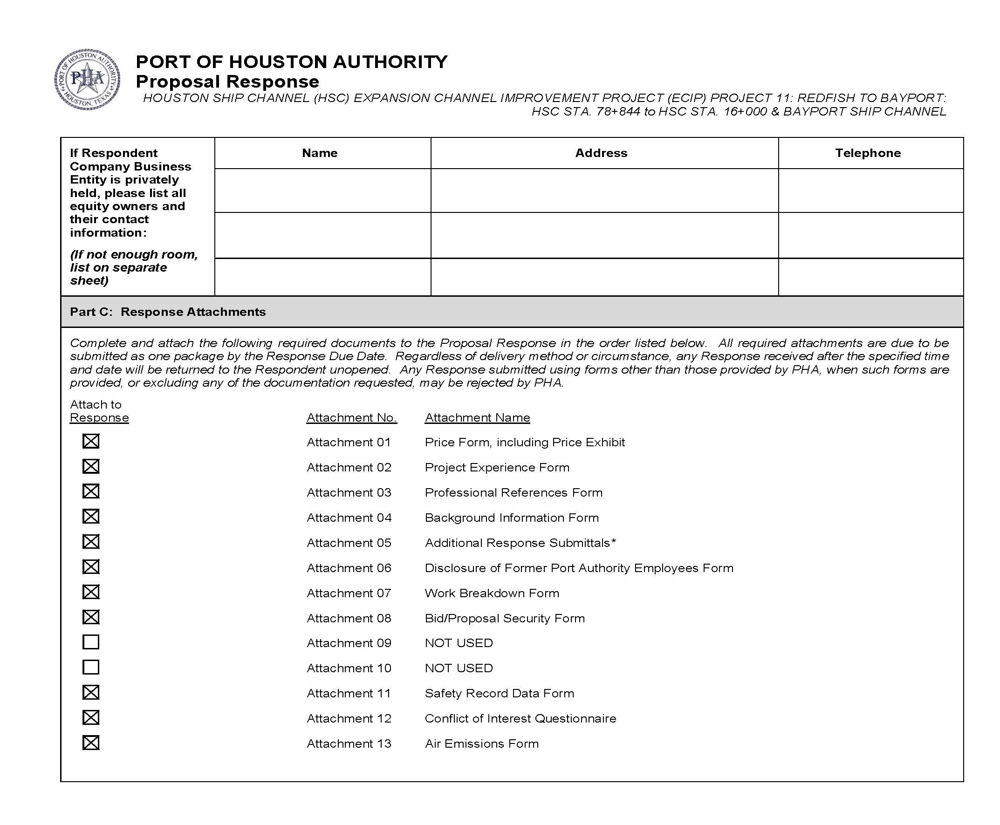 PORT OF HOUSTON AUTHORITY
HOUSTON, TEXAS
PHA
PORT OF HOUSTON AUTHORITY
Proposal Response
HOUSTON SHIP CHANNEL (HSC) EXPANSION CHANNEL IMPROVEMENT PROJECT (ECIP) PROJECT 11: REDFISH TO BAYPORT:
HSC STA. 78+844 to HSC STA. 16+000 & BAYPORT SHIP CHANNEL
If Respondent
Company Business
Entity is privately
held, please list all
equity owners and
their contact
information:
(If not enough room,
list on separate
sheet)
Name
Address
Telephone
Part C: Response Attachments
Complete and attach the following required documents to the Proposal Response in the order listed below. All required attachments are due to be
submitted as one package by the Response Due Date. Regardless of delivery method or circumstance, any Response received after the specified time
and date will be returned to the Respondent unopened. Any Response submitted using forms other than those provided by PHA, when such forms are
provided, or excluding any of the documentation requested, may be rejected by PHA.
Attach to
Response Attachment No. Attachment Name
Attachment 01 Price Form, including Price Exhibit
Attachment 02 Project Experience Form
Attachment 03 Professional References Form
Attachment 04 Background Information Form
Attachment 05 Additional Response Submittals*
Attachment 06 Disclosure of Former Port Authority Employees Form
Attachment 07 Work Breakdown Form
Attachment 08 Bid/Proposal Security Form
Attachment 09 NOT USED
Attachment 10 NOT USED
Attachment 11 Safety Record Data Form
Attachment 12 Conflict of Interest Questionnaire
Attachment 13 Air Emissions Form